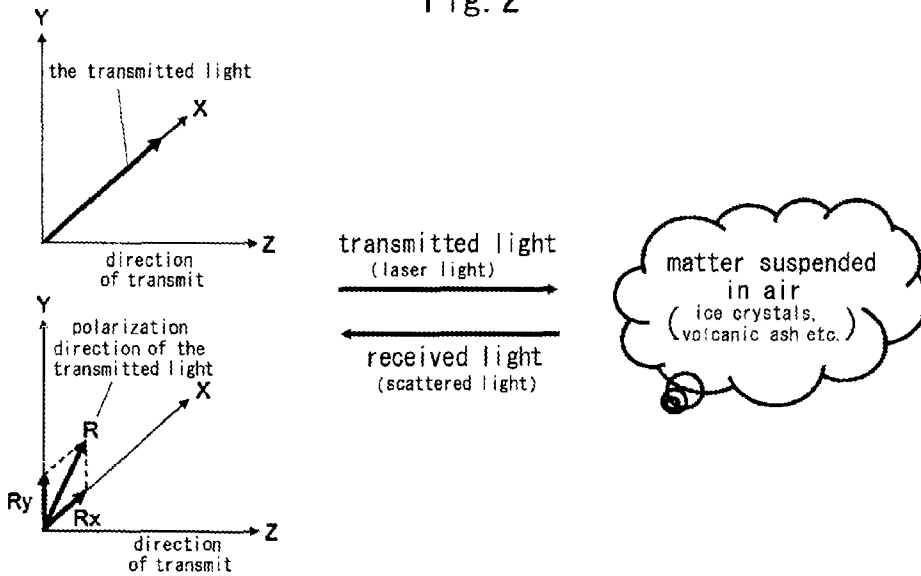 Fig. 2
Y
the transmitted light
X
Z
direction
of transmit
transmitted light
(laser light)
received light
(scattered light)
matter suspended
in air
(ice crystals,
volcanic ash etc.)
Y
polarization
direction of the
transmitted light
X
R
Ry
Rx
Z
direction
of transmit